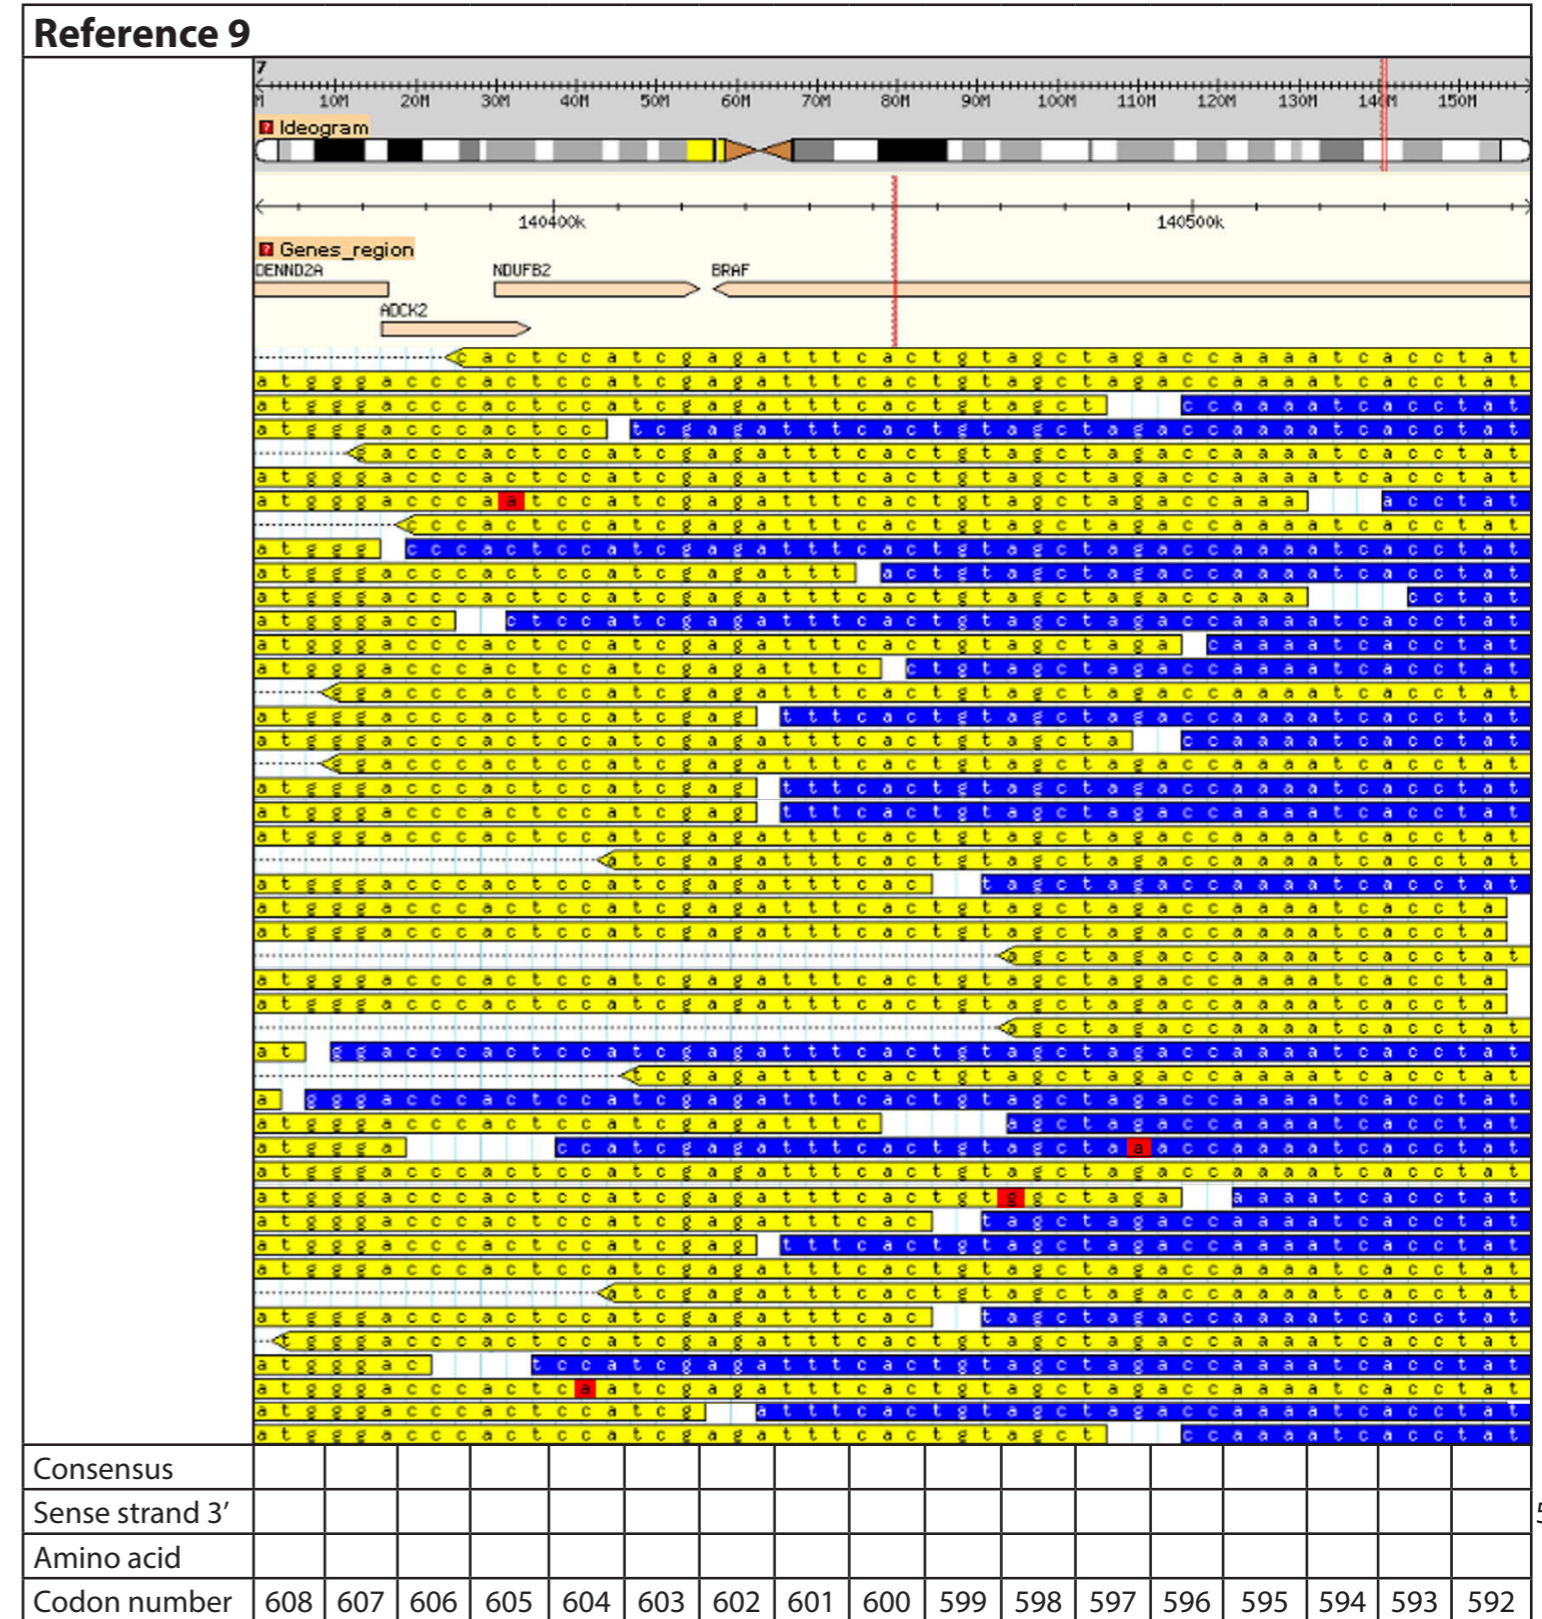 Reference 9
7
M 10M 20M 30M 40M 50M 60M 70M 80M 90M 100M 110M 120M 130M 140M 150M
? Ideogram
140400k 140500k
? Genes_region
DENND2A NDUFB2 BRAF
ADCK2
c a c t c c a t c g a g a t t t c a c t g t a g c t a g a c c a a a a t c a c c t a t
a t g g g a c c c a c t c c a t c g a g a t t t c a c t g t a g c t a g a c c a a a a t c a c c t a t
a t g g g a c c c a c t c c a t c g a g a t t t c a c t g t a g c t c c a a a a t c a c c t a t
a t g g g a c c c a c t c c t c g a g a t t t c a c t g t a g c t a g a c c a a a a t c a c c t a t
g a c c c a c t c c a t c g a g a t t t c a c t g t a g c t a g a c c a a a a t c a c c t a t
a t g g g a c c c a c t c c a t c g a g a t t t c a c t g t a g c t a g a c c a a a a t c a c c t a t
a t g g g a c c c a a t c c a t c g a g a t t t c a c t g t a g c t a g a c c a a a a c c t a t
c c c a c t c c a t c g a g a t t t c a c t g t a g c t a g a c c a a a a t c a c c t a t
a t g g g c c c a c t c c a t c g a g a t t t c a c t g t a g c t a g a c c a a a a t c a c c t a t
a t g g g a c c c a c t c c a t c g a g a t t t a c t g t a g c t a g a c c a a a a t c a c c t a t
a t g g g a c c c a c t c c a t c g a g a t t t c a c t g t a g c t a g a c c a a a c c t a t
a t g g g a c c c t c c a t c g a g a t t t c a c t g t a g c t a g a c c a a a a t c a c c t a t
a t g g g a c c c a c t c c a t c g a g a t t t c a c t g t a g c t a g a c a a a a t c a c c t a t
a t g g g a c c c a c t c c a t c g a g a t t t c c t g t a g c t a g a c c a a a a t c a c c t a t
g g a c c c a c t c c a t c g a g a t t t c a c t g t a g c t a g a c c a a a a t c a c c t a t
a t g g g a c c c a c t c c a t c g a g t t t c a c t g t a g c t a g a c c a a a a t c a c c t a t
a t g g g a c c c a c t c c a t c g a g a t t t c a c t g t a g c t a c c a a a a t c a c c t a t
g g a c c c a c t c c a t c g a g a t t t c a c t g t a g c t a g a c c a a a a t c a c c t a t
a t g g g a c c c a c t c c a t c g a g t t t c a c t g t a g c t a g a c c a a a a t c a c c t a t
a t g g g a c c c a c t c c a t c g a g t t t c a c t g t a g c t a g a c c a a a a t c a c c t a t
a t g g g a c c c a c t c c a t c g a g a t t t c a c t g t a g c t a g a c c a a a a t c a c c t a t
a t c g a g a t t t c a c t g t a g c t a g a c c a a a a t c a c c t a t
a t g g g a c c c a c t c c a t c g a g a t t t c a c t a g c t a g a c c a a a a t c a c c t a t
a t g g g a c c c a c t c c a t c g a g a t t t c a c t g t a g c t a g a c c a a a a t c a c c t a
a t g g g a c c c a c t c c a t c g a g a t t t c a c t g t a g c t a g a c c a a a a t c a c c t a
a g c t a g a c c a a a a t c a c c t a t
a t g g g a c c c a c t c c a t c g a g a t t t c a c t g t a g c t a g a c c a a a a t c a c c t a
a t g g g a c c c a c t c c a t c g a g a t t t c a c t g t a g c t a g a c c a a a a t c a c c t a
a g c t a g a c c a a a a t c a c c t a t
a t g g a c c c a c t c c a t c g a g a t t t c a c t g t a g c t a g a c c a a a a t c a c c t a t
t c g a g a t t t c a c t g t a g c t a g a c c a a a a t c a c c t a t
a g g g a c c c a c t c c a t c g a g a t t t c a c t g t a g c t a g a c c a a a a t c a c c t a t
a t g g g a c c c a c t c c a t c g a g a t t t c a g c t a g a c c a a a a t c a c c t a t
a t g g g a c c a t c g a g a t t t c a c t g t a g c t a a a c c a a a a t c a c c t a t
a t g g g a c c c a c t c c a t c g a g a t t t c a c t g t a g c t a g a c c a a a a t c a c c t a t
a t g g g a c c c a c t c c a t c g a g a t t t c a c t g t g g c t a g a a a a a t c a c c t a t
a t g g g a c c c a c t c c a t c g a g a t t t c a c t a g c t a g a c c a a a a t c a c c t a t
a t g g g a c c c a c t c c a t c g a g t t t c a c t g t a g c t a g a c c a a a a t c a c c t a t
a t g g g a c c c a c t c c a t c g a g a t t t c a c t g t a g c t a g a c c a a a a t c a c c t a t
a t c g a g a t t t c a c t g t a g c t a g a c c a a a a t c a c c t a t
a t g g g a c c c a c t c c a t c g a g a t t t c a c t a g c t a g a c c a a a a t c a c c t a t
g g g a c c c a c t c c a t c g a g a t t t c a c t g t a g c t a g a c c a a a a t c a c c t a t
a t g g g a c t c c a t c g a g a t t t c a c t g t a g c t a g a c c a a a a t c a c c t a t
a t g g g a c c c a c t c a a t c g a g a t t t c a c t g t a g c t a g a c c a a a a t c a c c t a t
a t g g g a c c c a c t c c a t c g a t t t c a c t g t a g c t a g a c c a a a a t c a c c t a t
a t g g g a c c c a c t c c a t c g a g a t t t c a c t g t a g c t c c a a a a t c a c c t a t
Consensus
Sense strand 3′
Amino acid
Codon number 608 607 606 605 604 603 602 601 600 599 598 597 596 595 594 593 592